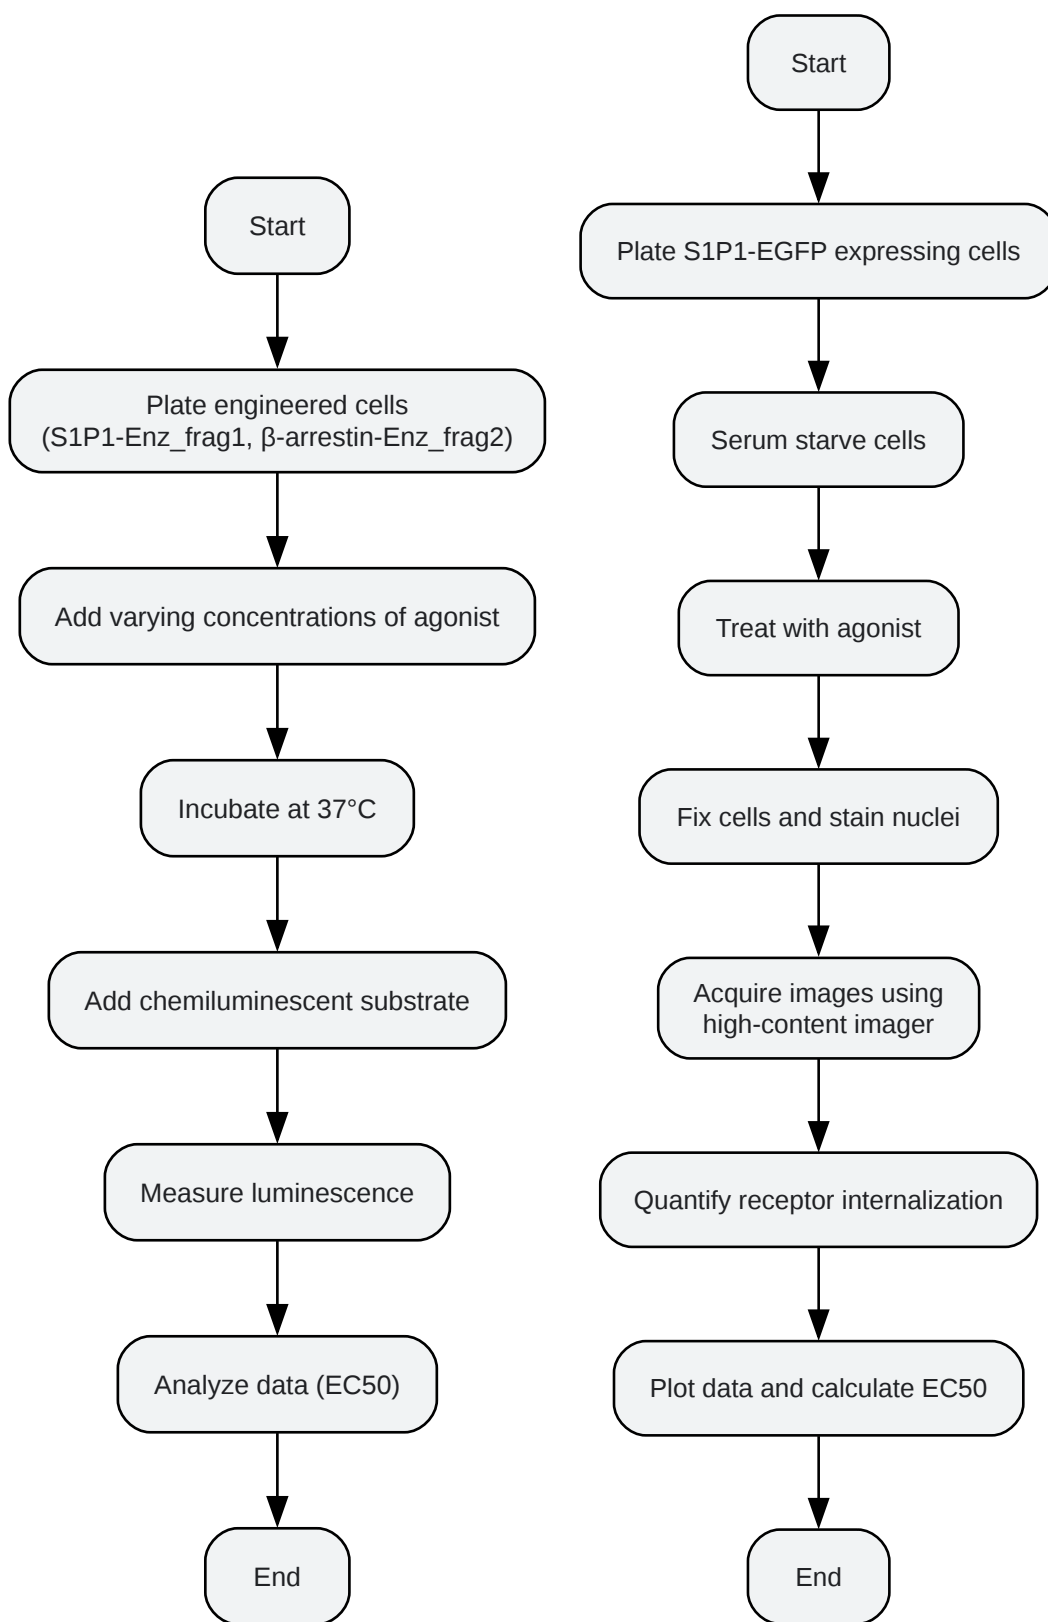 Start
Plate engineered cells
(S1P1-Enz_frag1, β-arrestin-Enz_frag2)
Add varying concentrations of agonist
Incubate at 37°C
Add chemiluminescent substrate
Measure luminescence
Analyze data (EC50)
End
Start
Plate S1P1-EGFP expressing cells
Serum starve cells
Treat with agonist
Fix cells and stain nuclei
Acquire images using
high-content imager
Quantify receptor internalization
Plot data and calculate EC50
End